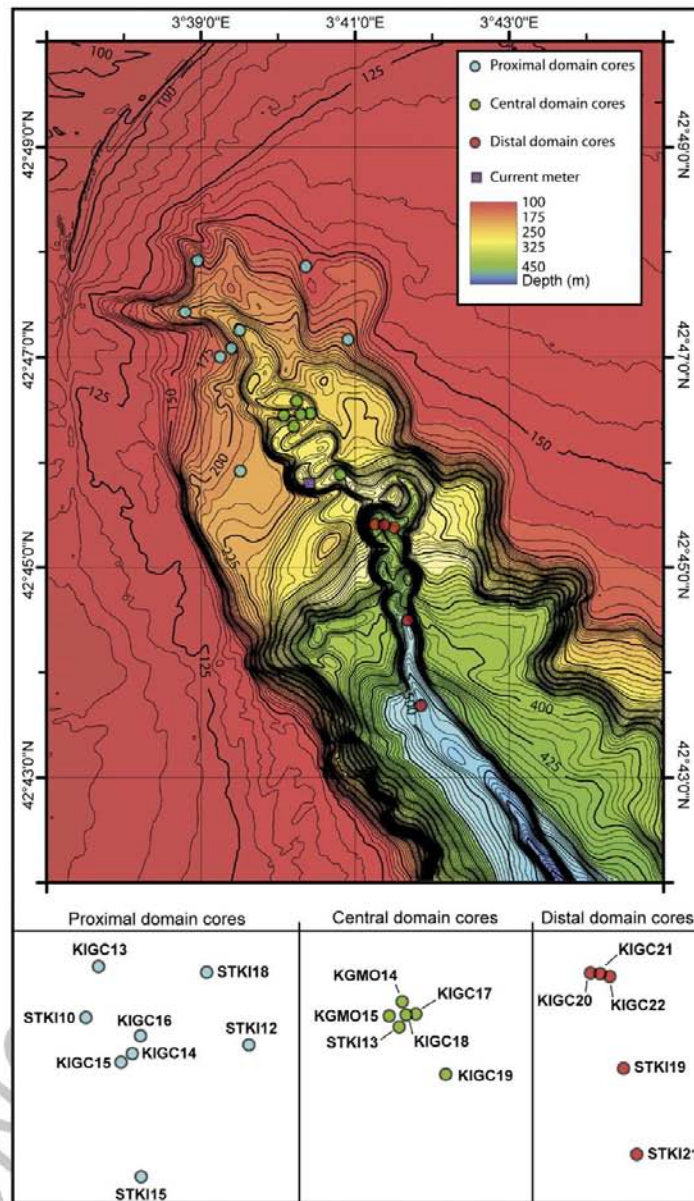 3°39'0"E 3°41'0"E 3°43'0"E
Proximal domain cores
Central domain cores
Distal domain cores
Current meter
100
175
250
325
450
Depth (m)
42°49'0"N 42°49'0"N
42°47'0"N 42°47'0"N
42°45'0"N 42°45'0"N
42°43'0"N 42°43'0"N
100
125
100
175
125
150
150
200
225
125
400
425
Proximal domain cores Central domain cores Distal domain cores
KIGC13
STKI18
STKI10
KIGC16
STKI12
KIGC14
KIGC15
STKI15
KGMO14
KIGC17
KGMO15
STKI13
KIGC18
KIGC19
KIGC21
KIGC20
KIGC22
STKI19
STKI21